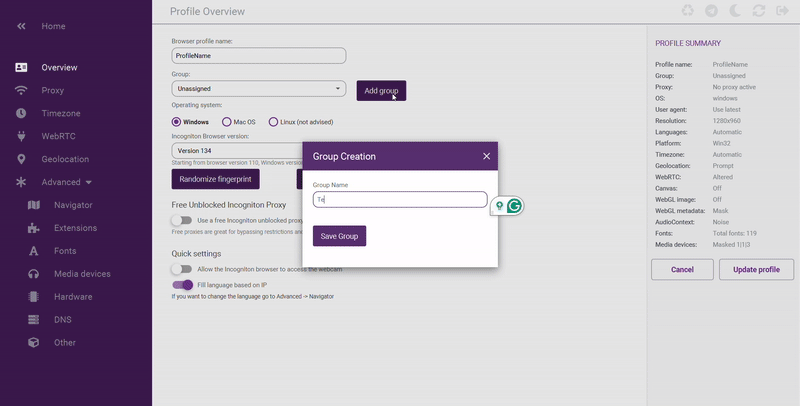 Home
Overview
Proxy
Timezone
WebRTC
Geolocation
Advanced
Navigator
Extensions
Fonts
Media devices
Hardware
DNS
Other
Profile Overview
Browser profile name:
ProfileName
Group:
Unassigned
Add group
Operating system:
Windows
Mac OS
Linux (not advised)
Incogniton Browser version:
Version 134
Starting from browser version 110, Windows version
Randomize fingerprint
Free Unblocked Incogniton Proxy
Use a free Incogniton unblocked proxy
Free proxies are great for bypassing restrictions and
Quick settings
Allow the Incogniton browser to access the webcam
Fill language based on IP
If you want to change the language go to Advanced -> Navigator
Group Creation
Group Name
Te
Save Group
PROFILE SUMMARY
Profile name: ProfileName
Group: Unassigned
Proxy: No proxy active
OS: windows
User agent: Use latest
Resolution: 1280x960
Languages: Automatic
Platform: Win32
Timezone: Automatic
Geolocation: Prompt
WebRTC: Altered
Canvas: Off
WebGL Image: Off
WebGL metadata: Mask
AudioContext: Noise
Fonts: Total fonts: 119
Media devices: Masked 1|1|3
Cancel
Update profile